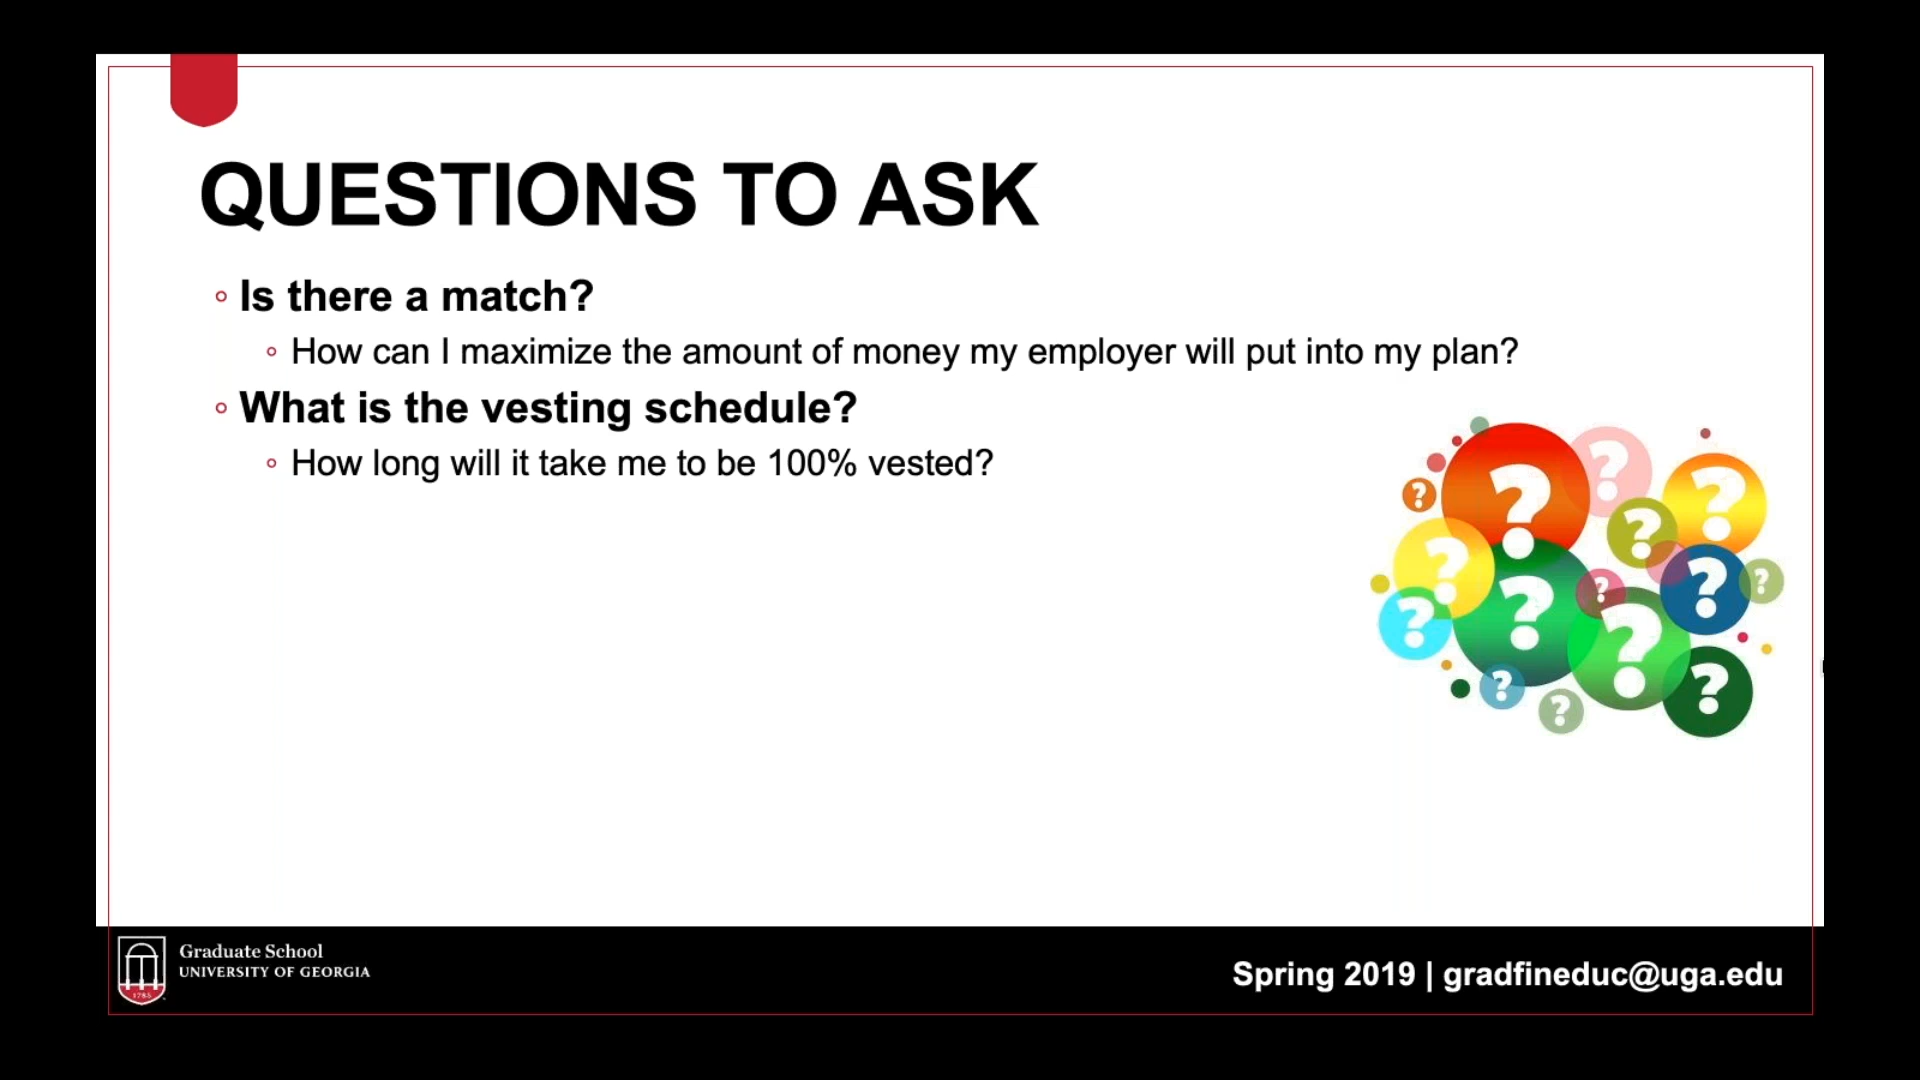 QUESTIONS TO ASK
Is there a match?
How can I maximize the amount of money my employer will put into my plan?
What is the vesting schedule?
How long will it take me to be 100% vested?
? ? ? ? ? ? ? ? ? ? ? ? ? ? ?
Graduate School
UNIVERSITY OF GEORGIA
1785
Spring 2019 | gradfineduc@uga.edu